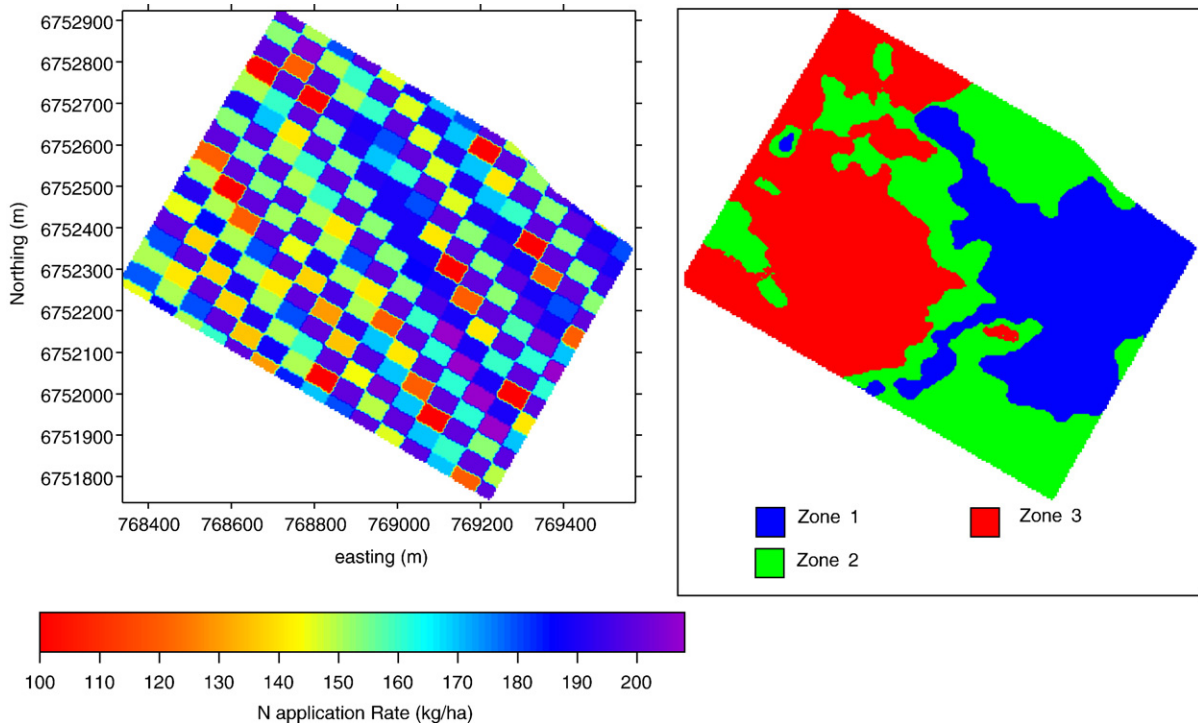 6752900
6752800
6752700
6752600
6752500
6752400
6752300
6752200
6752100
6752000
6751900
6751800
Northing (m)
768400 768600 768800 769000 769200 769400
easting (m)
Zone 1
Zone 2
Zone 3
100 110 120 130 140 150 160 170 180 190 200
N application Rate (kg/ha)